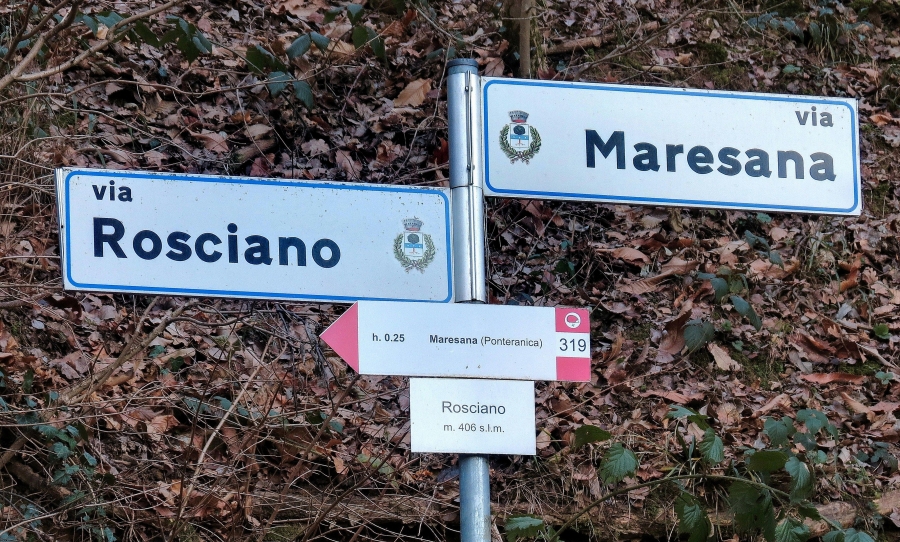 via
Maresana
via
Rosciano
h. 0.25 Maresana (Ponteranica) 319
Rosciano
m. 406 s.l.m.